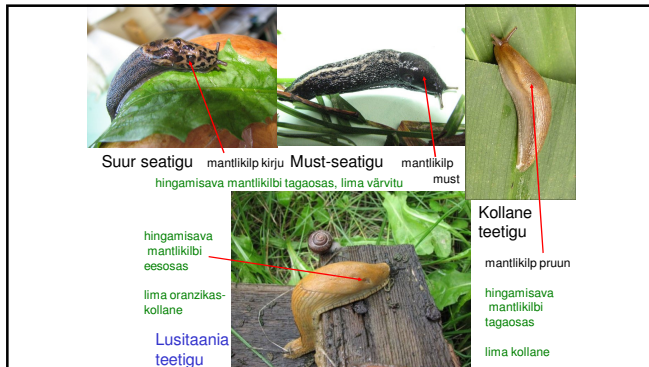 Suur seatigu mantlikilp kirju Must-seatigu mantlikilp
must
hingamisava mantlikilbi tagaosas, lima värvitu
Kollane
teetigu
mantlikilp pruun
hingamisava
mantlikilbi
tagaosas
lima kollane
hingamisava
mantlikilbi
eesosas
lima oranzikas-
kollane
Lusitaania
teetigu